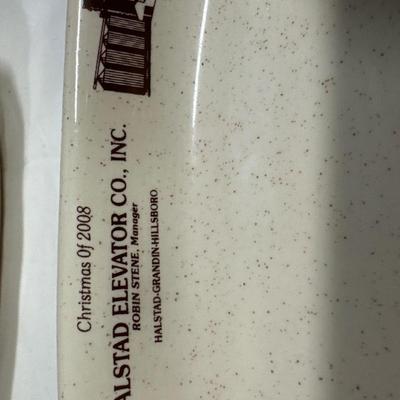 Christmas Of 2008
ALSTAD ELEVATOR CO., INC.
ROBIN STENE, Manager
HALSTAD-GRANDIN-HILLSBORO